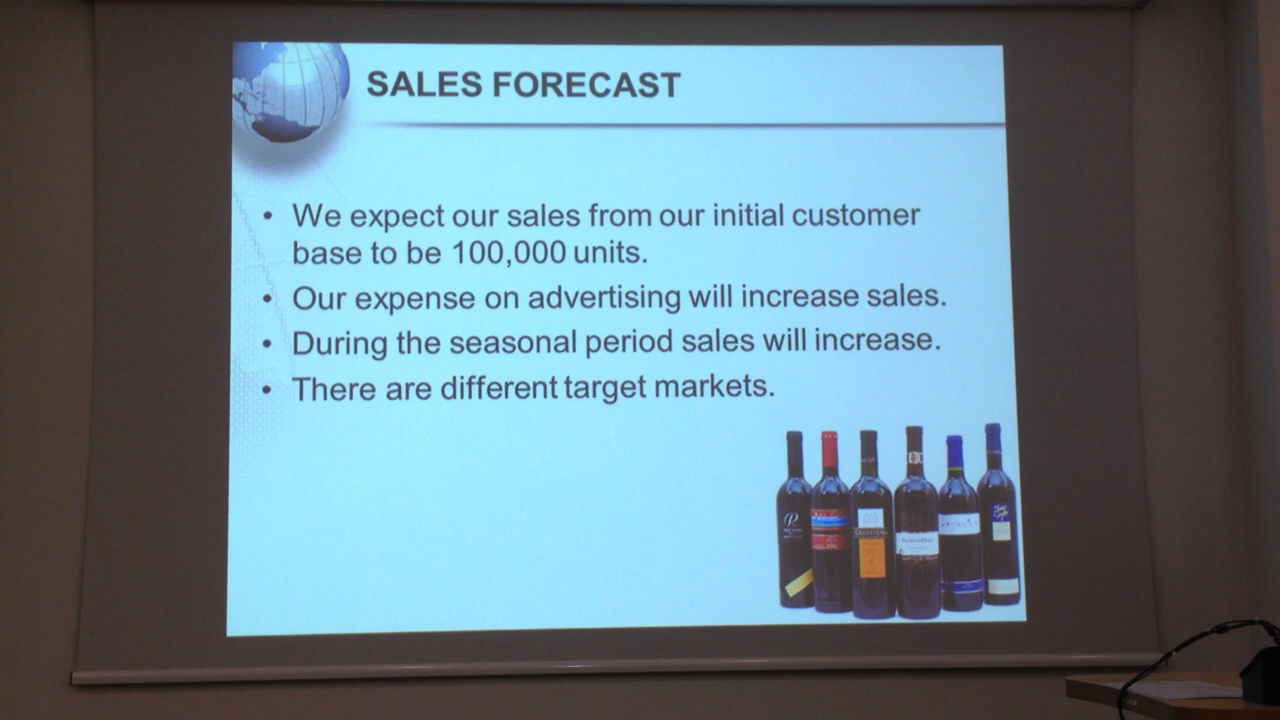 SALES FORECAST
• We expect our sales from our initial customer
base to be 100,000 units.
• Our expense on advertising will increase sales.
• During the seasonal period sales will increase.
• There are different target markets.
R